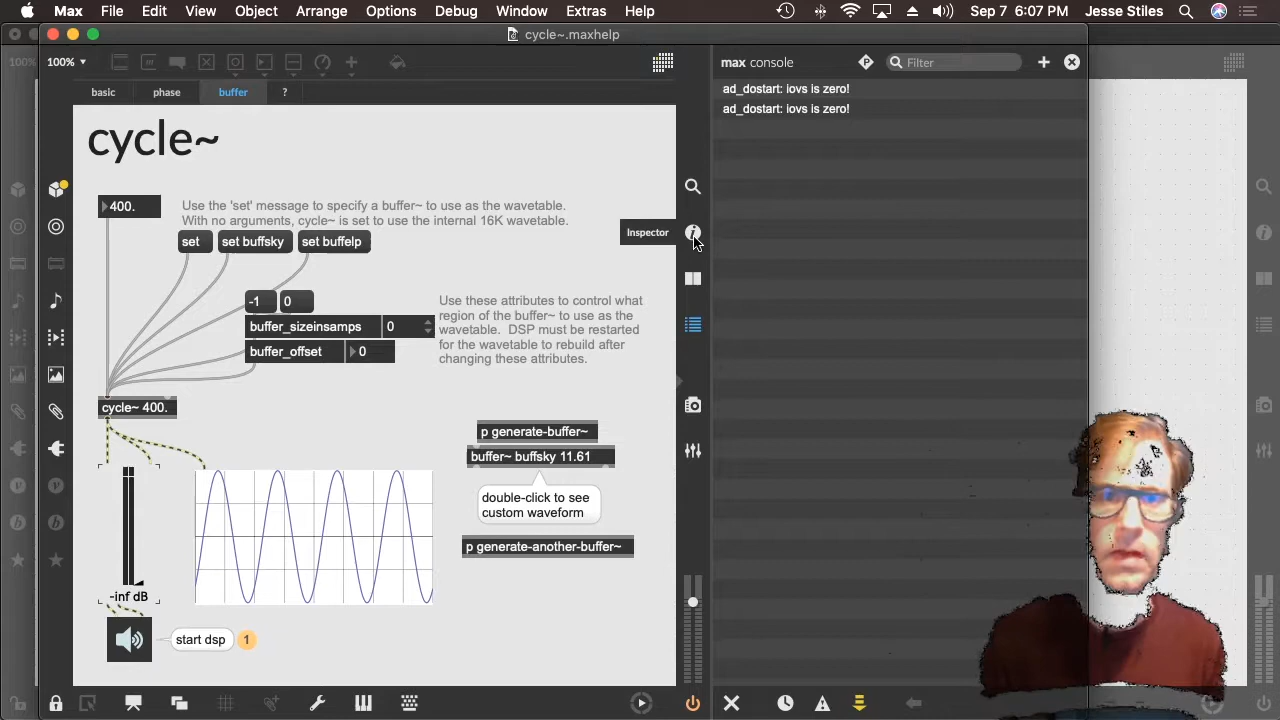 Max File Edit View Object Arrange Options Debug Window Extras Help Sep 7 6:07 PM Jesse Stiles
100% cycle~.maxhelp
100% max console Filter
basic phase buffer ? ad_dostart: iovs is zero!
ad_dostart: iovs is zero!
cycle~
400.
Use the 'set' message to specify a buffer~ to use as the wavetable.
With no arguments, cycle~ is set to use the internal 16K wavetable.
Inspector
set set buffsky set buffelp
-1 0
buffer_sizeinsamps 0
buffer_offset 0
Use these attributes to control what
region of the buffer~ to use as the
wavetable. DSP must be restarted
for the wavetable to rebuild after
changing these attributes.
cycle~ 400.
p generate-buffer~
buffer~ buffsky 11.61
double-click to see
custom waveform
p generate-another-buffer~
-inf dB
start dsp 1